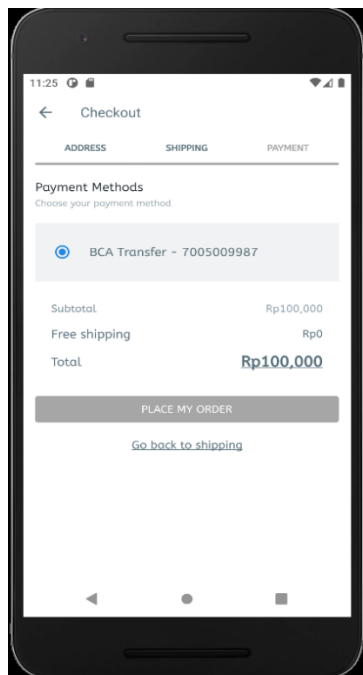 11:25
Checkout
ADDRESS SHIPPING PAYMENT
Payment Methods
Choose your payment method
BCA Transfer - 7005009987
Subtotal Rp100,000
Free shipping Rp0
Total Rp100,000
PLACE MY ORDER
Go back to shipping